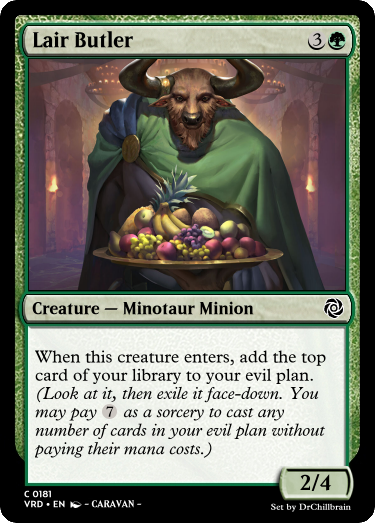 Lair Butler 3
Creature — Minotaur Minion
When this creature enters, add the top
card of your library to your evil plan.
(Look at it, then exile it face-down. You
may pay 7 as a sorcery to cast any
number of cards in your evil plan without
paying their mana costs.)
2/4
C 0181
VRD • EN - CARAVAN -
Set by DrChillbrain